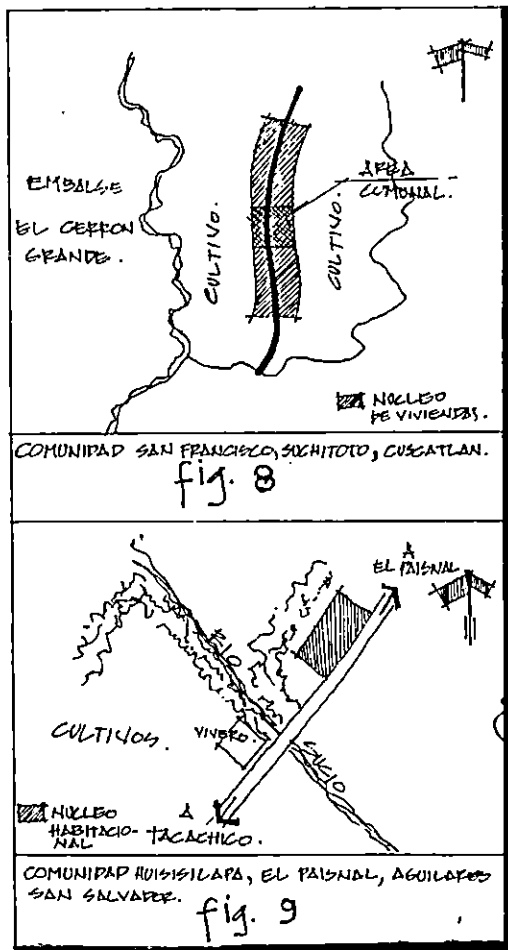 EMBALSE
EL CERRON
GRANDE.
CULTIVO.
CULTIVO.
AREA
COMUNAL.
NUCLEO
DE VIVIENDAS.
COMUNIDAD SAN FRANCISCO, SUCHITOTO, CUSCATLAN.
fig. 8
A
EL PAISNAL
RIO
CULTIVOS.
VIVERO.
SUCIO
NUCLEO
HABITACIO-
NAL
A
TACACHICO.
COMUNIDAD HUISISILAPA, EL PAISNAL, AGUILARES
SAN SALVADOR.
fig. 9